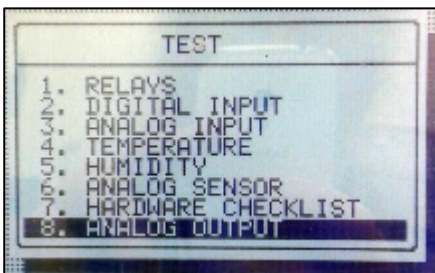 TEST
1. RELAYS
2. DIGITAL INPUT
3. ANALOG INPUT
4. TEMPERATURE
5. HUMIDITY
6. ANALOG SENSOR
7. HARDWARE CHECKLIST
8. ANALOG OUTPUT